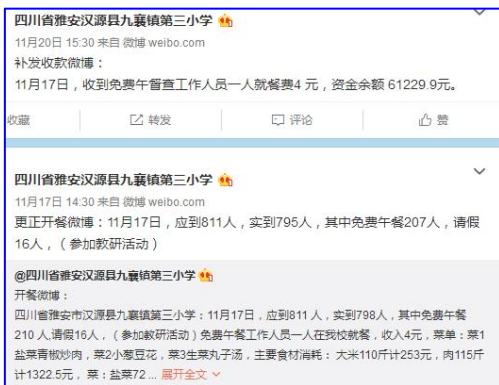 四川省雅安汉源县九襄镇第三小学
11月20日 15:30 来自 微博 weibo.com
补发收款微博：
11月17日，收到免费午督查工作人员一人就餐费4 元，资金余额 61229.9元。
收藏 转发 评论 赞
四川省雅安汉源县九襄镇第三小学
11月17日 14:30 来自 微博 weibo.com
更正开餐微博：11月17日，应到811人，实到795人，其中免费午餐207人，请假
16人，（参加教研活动）
@四川省雅安汉源县九襄镇第三小学
开餐微博：
四川省雅安市汉源县九襄镇第三小学：11月17日，应到811人，实到798人，其中免费午餐
210 人,请假16人，（参加教研活动）免费午餐工作人员一人在我校就餐，收入4元，菜单：菜1
盐菜青椒炒肉，菜2小葱豆花，菜3生菜丸子汤，主要食材消耗： 大米110斤计253元，肉115斤
计1322.5元， 菜：盐菜72 ... 展开全文